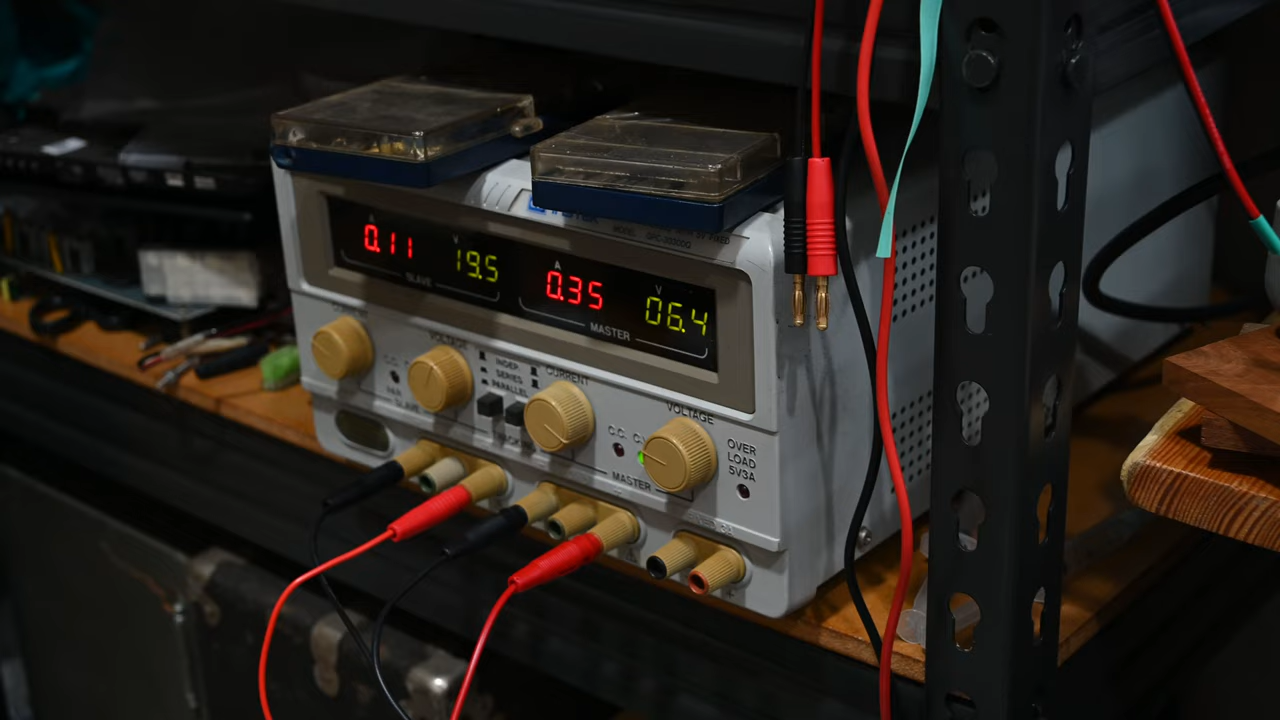 A
0.11
V
19.5
SLAVE
A
0.35
V
06.4
MASTER
VOLTAGE
INDEP.
SERIES
PARALLEL
CURRENT
VOLTAGE
C.C.
C.C.
MASTER
OVER
LOAD
5V3A
+